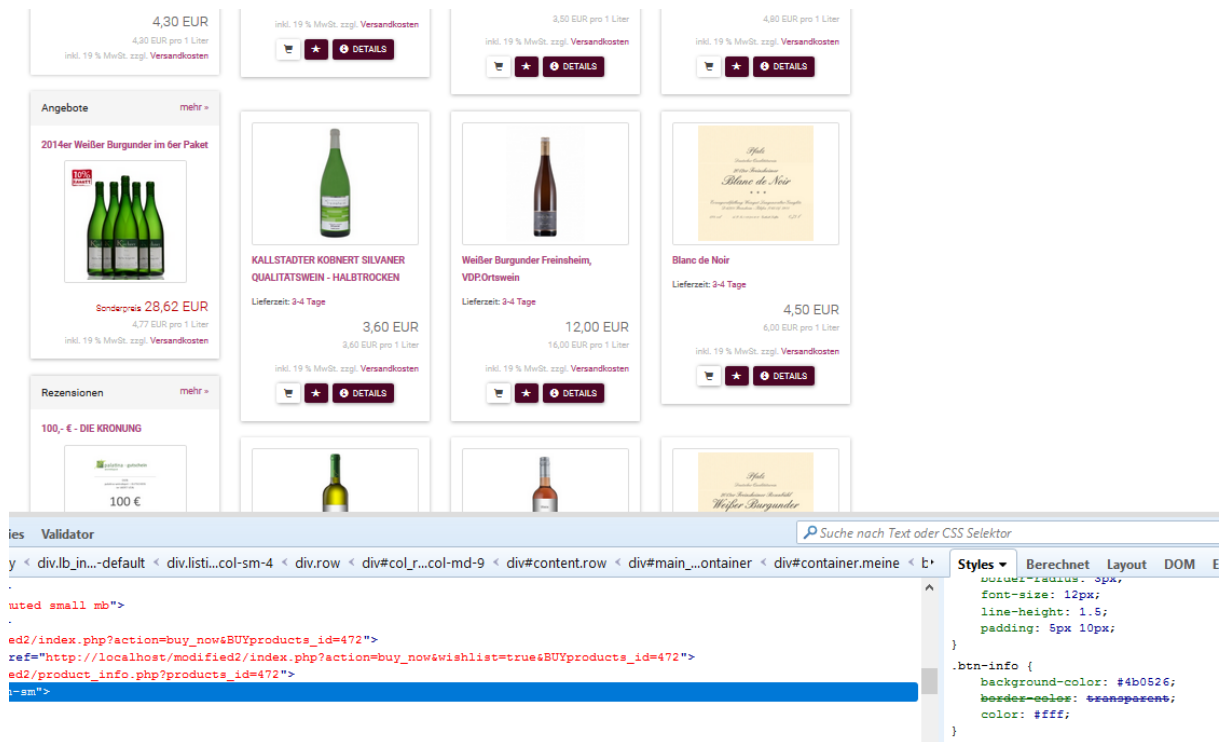 4,30 EUR
4,30 EUR pro 1 Liter
inkl. 19 % MwSt. zzgl. Versandkosten
inkl. 19 % MwSt. zzgl. Versandkosten
DETAILS
3,50 EUR pro 1 Liter
inkl. 19 % MwSt. zzgl. Versandkosten
DETAILS
4,80 EUR pro 1 Liter
inkl. 19 % MwSt. zzgl. Versandkosten
DETAILS
Angebote mehr »
2014er Weißer Burgunder im 6er Paket
10%
RABATT
Sonderpreis 28,62 EUR
4,77 EUR pro 1 Liter
inkl. 19 % MwSt. zzgl. Versandkosten
Rezensionen mehr »
100,- € - DIE KRONUNG
100 €
KALLSTADTER KOBNERT SILVANER
QUALITATSWEIN - HALBTROCKEN
Lieferzeit: 3-4 Tage
3,60 EUR
3,60 EUR pro 1 Liter
inkl. 19 % MwSt. zzgl. Versandkosten
DETAILS
Weißer Burgunder Freinsheim,
VDP.Ortswein
Lieferzeit: 3-4 Tage
12,00 EUR
16,00 EUR pro 1 Liter
inkl. 19 % MwSt. zzgl. Versandkosten
DETAILS
Pfalz
Blanc de Noir
Blanc de Noir
Lieferzeit: 3-4 Tage
4,50 EUR
6,00 EUR pro 1 Liter
inkl. 19 % MwSt. zzgl. Versandkosten
DETAILS
Pfalz
Weißer Burgunder
ies Validator
Suche nach Text oder CSS Selektor
y < div.lb_in...-default < div.listi...col-sm-4 < div.row < div#col_r...col-md-9 < div#content.row < div#main_...ontainer < div#container.meine < b
Styles Berechnet Layout DOM E
uted small mb">
ed2/index.php?action=buy_now&BUYproducts_id=472">
ref="http://localhost/modified2/index.php?action=buy_now&wishlist=true&BUYproducts_id=472">
ed2/product_info.php?products_id=472">
-sm">
border-radius: 3px;
font-size: 12px;
line-height: 1.5;
padding: 5px 10px;
}
.btn-info {
background-color: #4b0526;
border-color: transparent;
color: #fff;
}